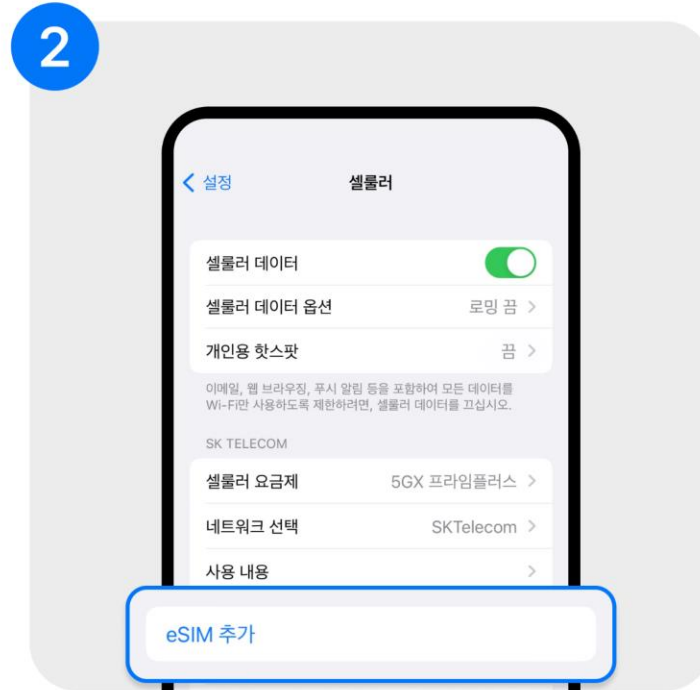 2
설정
셀룰러
셀룰러 데이터
셀룰러 데이터 옵션 로밍 끔
개인용 핫스팟 끔
이메일, 웹 브라우징, 푸시 알림 등을 포함하여 모든 데이터를
Wi-Fi만 사용하도록 제한하려면, 셀룰러 데이터를 끄십시오.
SK TELECOM
셀룰러 요금제 5GX 프라임플러스
네트워크 선택 SKTelecom
사용 내용
eSIM 추가